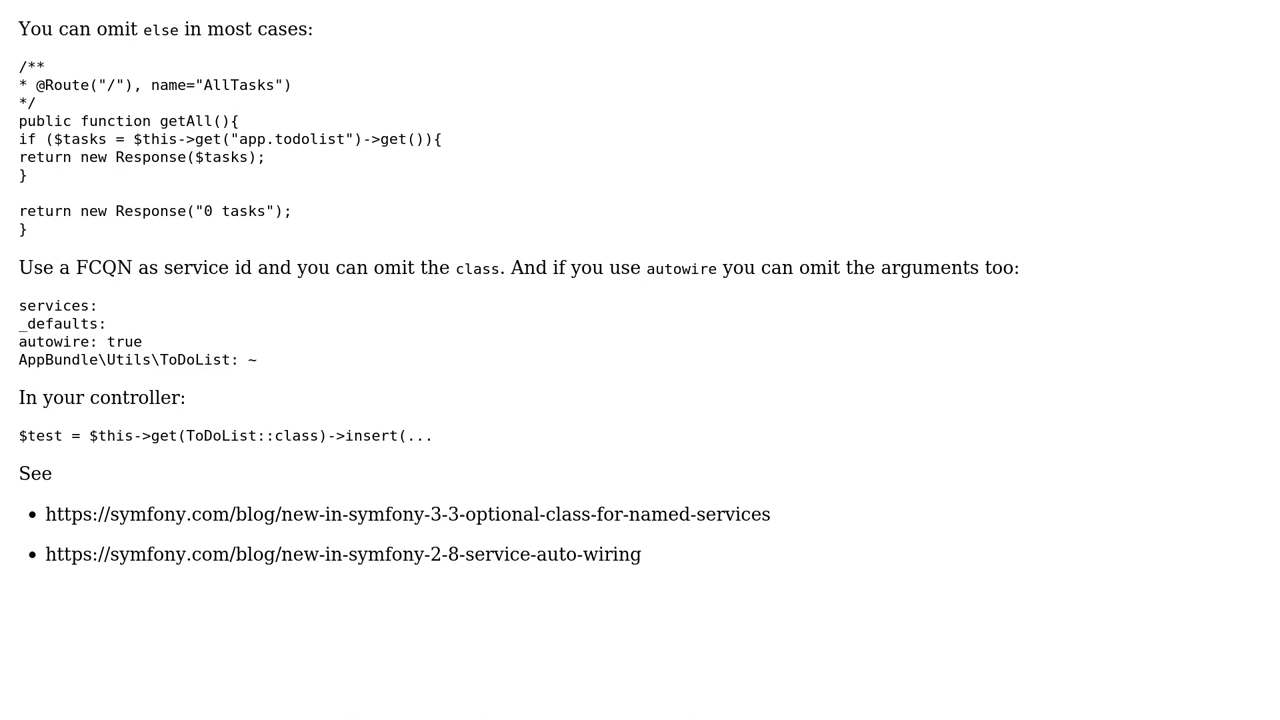 You can omit else in most cases:
/**
* @Route("/"), name="AllTasks")
*/
public function getAll(){
if ($tasks = $this->get("app.todolist")->get()){
return new Response($tasks);
}
return new Response("0 tasks");
}
Use a FCQN as service id and you can omit the class. And if you use autowire you can omit the arguments too:
services:
_defaults:
autowire: true
AppBundle\Utils\ToDoList: ~
In your controller:
$test = $this->get(ToDoList::class)->insert(...
See
• https://symfony.com/blog/new-in-symfony-3-3-optional-class-for-named-services
• https://symfony.com/blog/new-in-symfony-2-8-service-auto-wiring